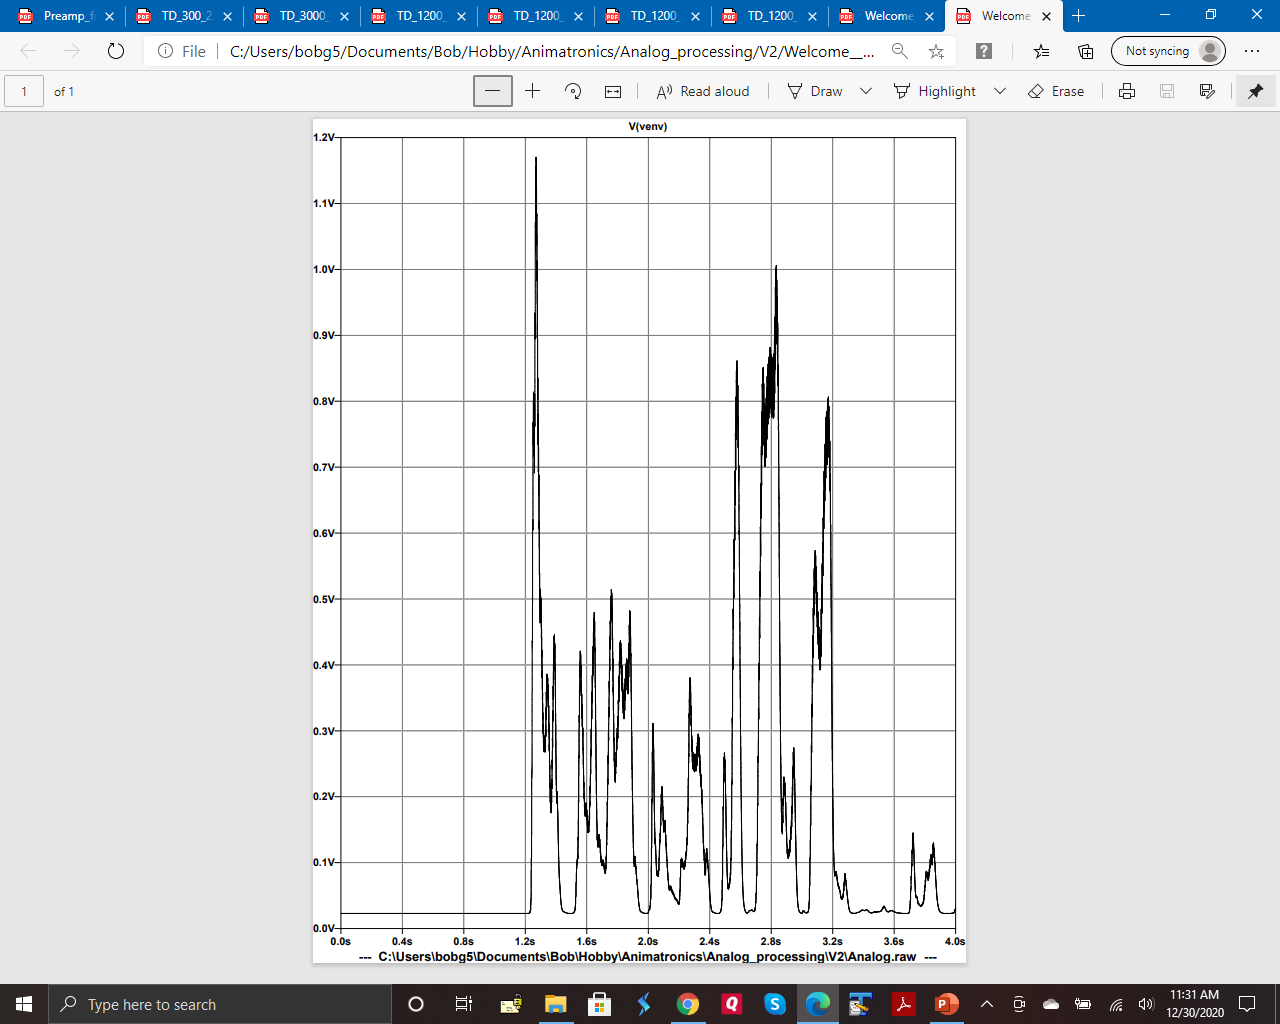 Preamp_f
TD_300_2
TD_3000_
TD_1200_
TD_1200_
TD_1200_
TD_1200_
Welcome
Welcome
File
C:/Users/bobg5/Documents/Bob/Hobby/Animatronics/Analog_processing/V2/Welcome__...
Not syncing
1 of 1
Read aloud
Draw
Highlight
Erase
V(venv)
1.2V
1.1V
1.0V
0.9V
0.8V
0.7V
0.6V
0.5V
0.4V
0.3V
0.2V
0.1V
0.0V
0.0s 0.4s 0.8s 1.2s 1.6s 2.0s 2.4s 2.8s 3.2s 3.6s 4.0s
--- C:\Users\bobg5\Documents\Bob\Hobby\Animatronics\Analog_processing\V2\Analog.raw ---
Type here to search
11:31 AM
12/30/2020